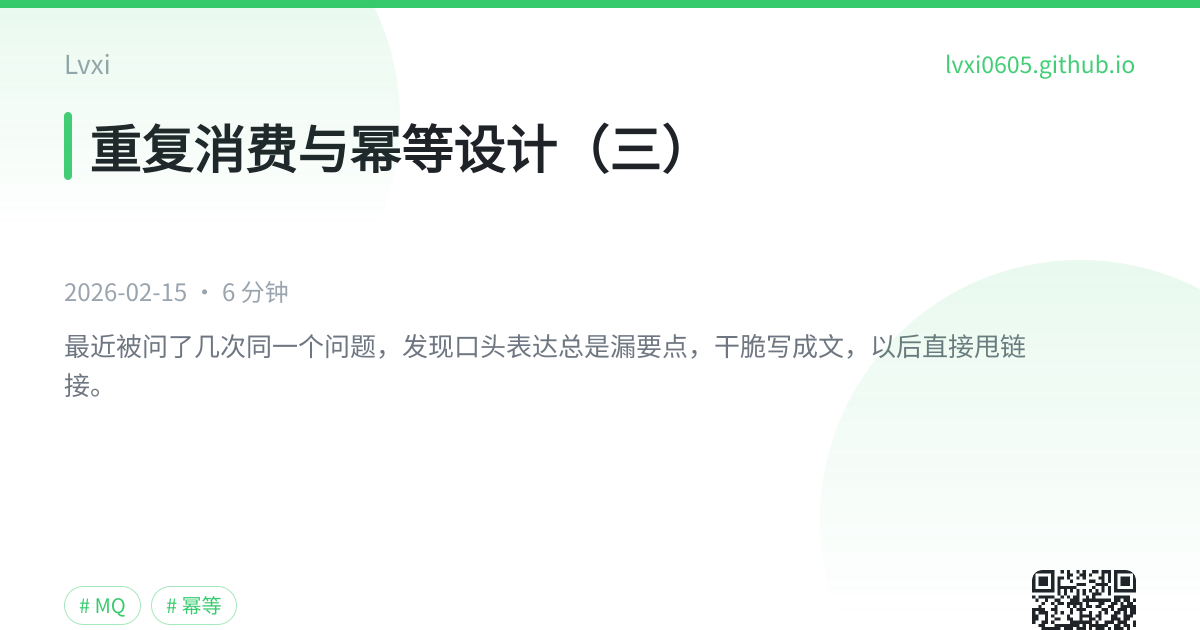 Lvxi
lvxi0605.github.io
重复消费与幂等设计（三）
2026-02-15 · 6 分钟
最近被问了几次同一个问题，发现口头表达总是漏要点，干脆写成文，以后直接甩链
接。
# MQ
# 幂等